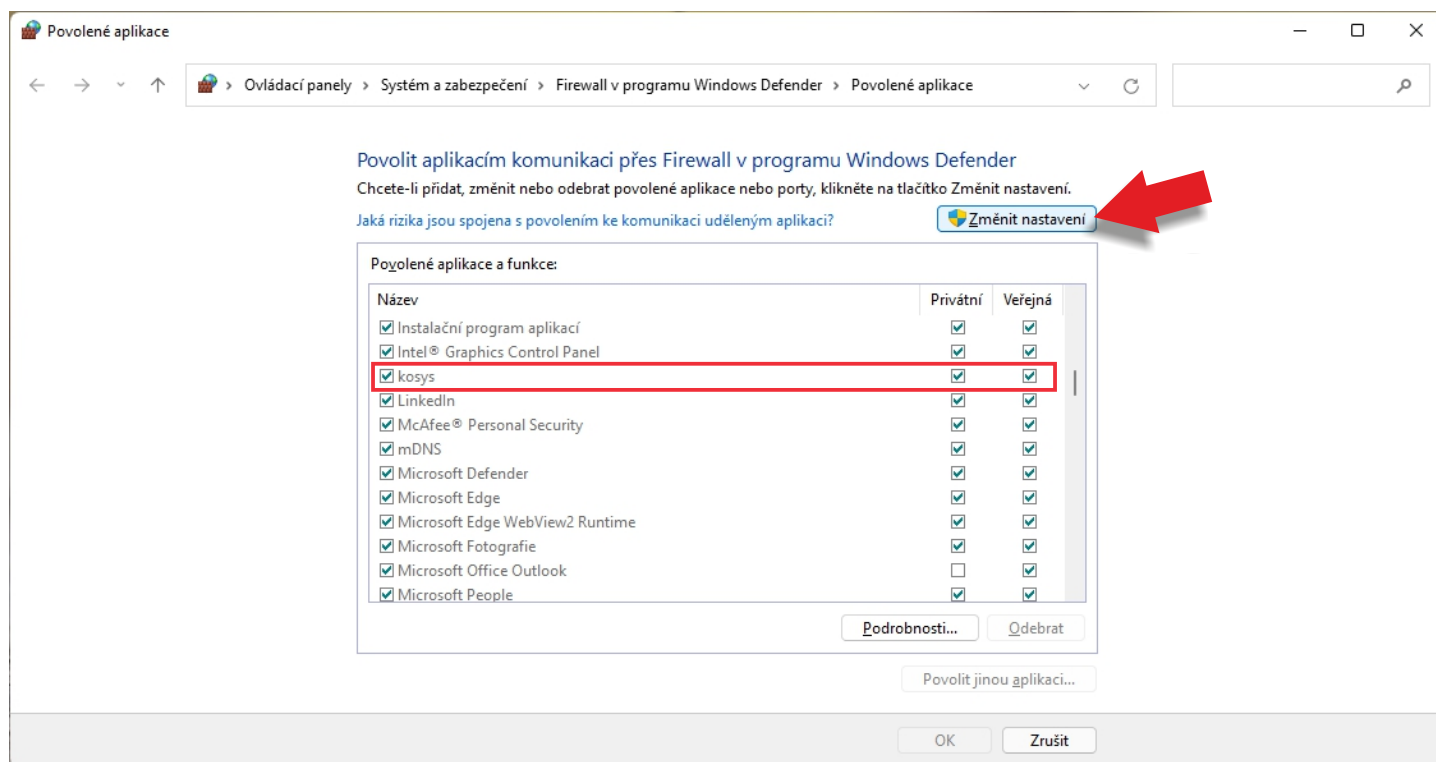 Povolené aplikace
Ovládací panely > Systém a zabezpečení > Firewall v programu Windows Defender > Povolené aplikace
Povolit aplikacím komunikaci přes Firewall v programu Windows Defender
Chcete-li přidat, změnit nebo odebrat povolené aplikace nebo porty, klikněte na tlačítko Změnit nastavení.
Jaká rizika jsou spojena s povolením ke komunikaci uděleným aplikaci?
Změnit nastavení
Povolené aplikace a funkce:
Název Privátní Veřejná
Instalační program aplikací
Intel® Graphics Control Panel
kosys
LinkedIn
McAfee® Personal Security
mDNS
Microsoft Defender
Microsoft Edge
Microsoft Edge WebView2 Runtime
Microsoft Fotografie
Microsoft Office Outlook
Microsoft People
Podrobnosti... Odebrat
Povolit jinou aplikaci...
OK Zrušit